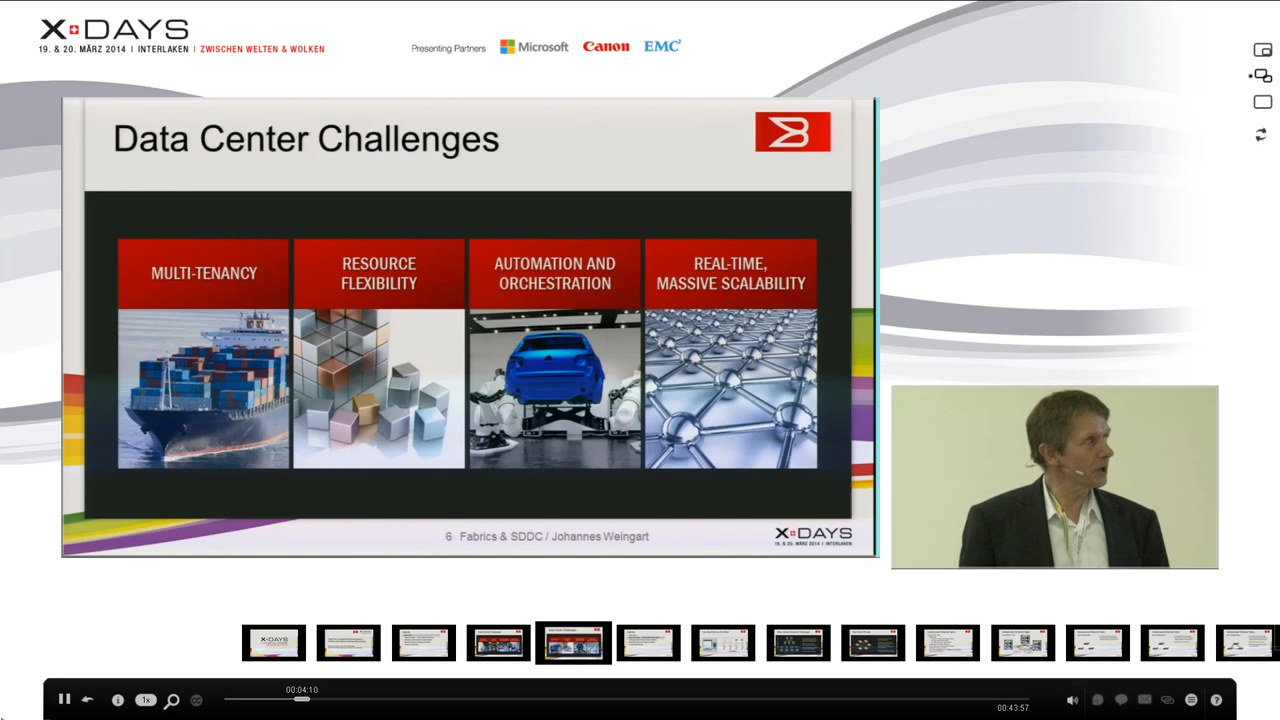 X+DAYS
19. & 20. MÄRZ 2014 | INTERLAKEN | ZWISCHEN WELTEN & WOLKEN
Presenting Partners
Microsoft
Canon
EMC²
Data Center Challenges
MULTI-TENANCY
RESOURCE
FLEXIBILITY
AUTOMATION AND
ORCHESTRATION
REAL-TIME,
MASSIVE SCALABILITY
6 Fabrics & SDDC / Johannes Weingart
X+DAYS
19. & 20. MÄRZ 2014 | INTERLAKEN
00:04:10
1x
CC
00:43:57